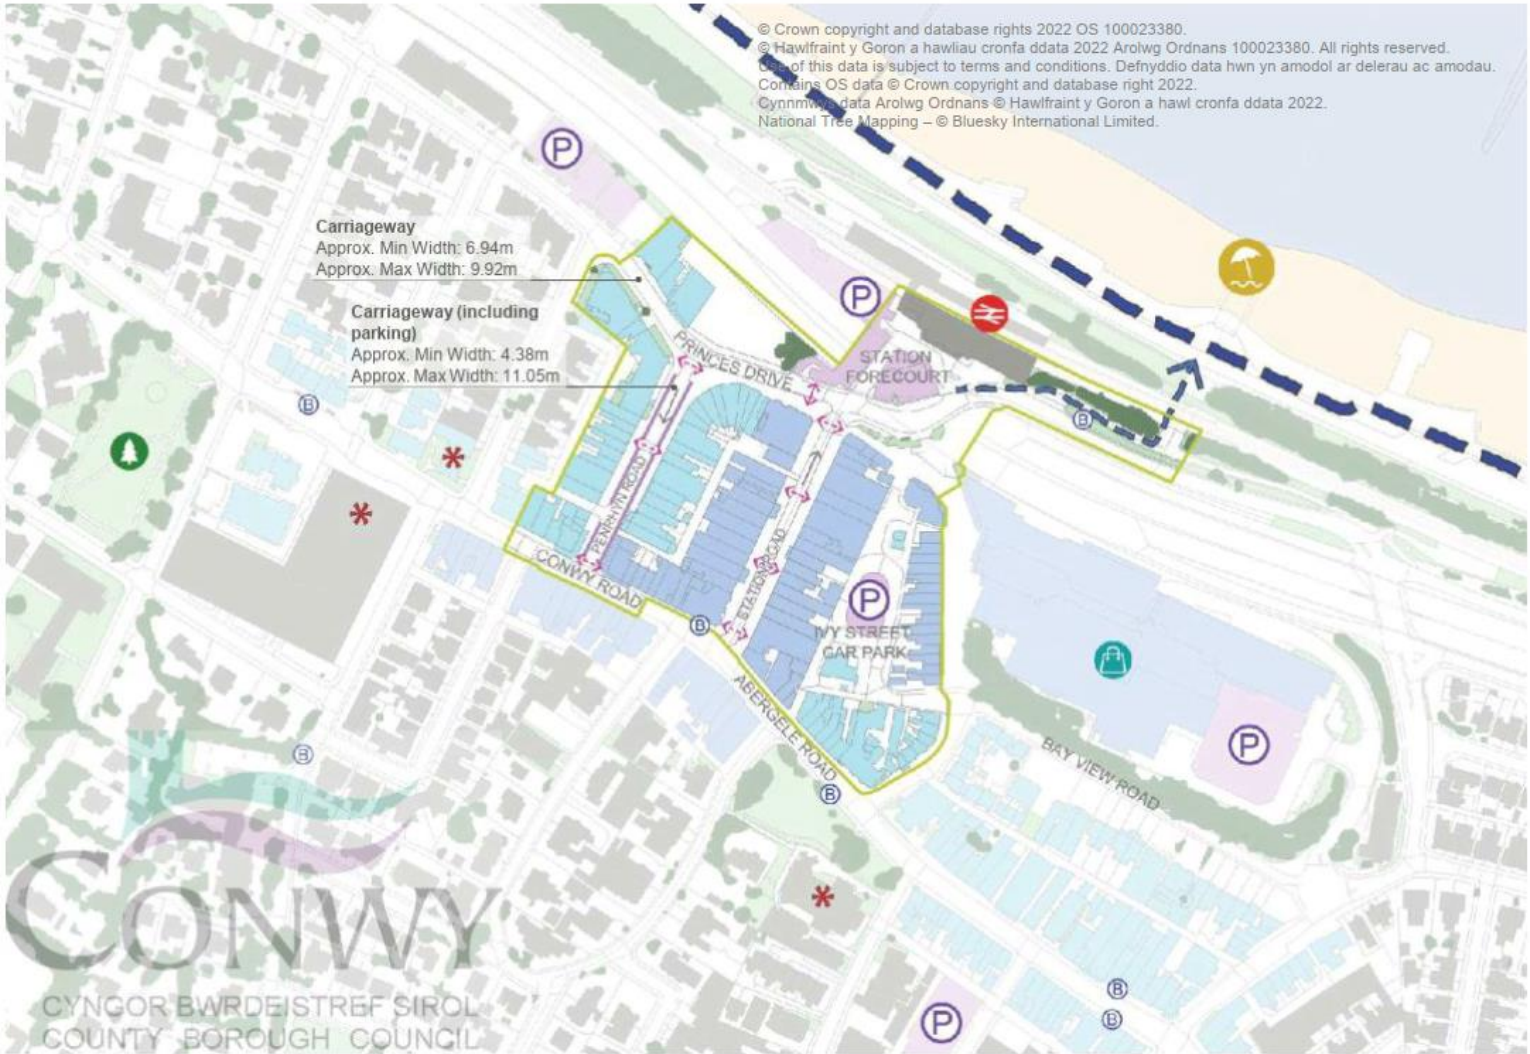 © Crown copyright and database rights 2022 OS 100023380.
© Hawlfraint y Goron a hawliau cronfa ddata 2022 Arolwg Ordnans 100023380. All rights reserved.
Use of this data is subject to terms and conditions. Defnyddio data hwn yn amodol ar delerau ac amodau.
Contains OS data © Crown copyright and database right 2022.
Cynnmwys data Arolwg Ordnans © Hawlfraint y Goron a hawl cronfa ddata 2022.
National Tree Mapping – © Bluesky International Limited.
P
Carriageway
Approx. Min Width: 6.94m
Approx. Max Width: 9.92m
P
Carriageway (including
parking)
Approx. Min Width: 4.38m
Approx. Max Width: 11.05m
PRINCES DRIVE
STATION
FORECOURT
B
B
PENRHYN ROAD
STATION ROAD
CONWY ROAD
P
B
IVY STREET
CAR PARK
ABERGELE ROAD
B
P
BAY VIEW ROAD
B
CONWY
CYNGOR BWRDEISTREF SIROL
COUNTY BOROUGH COUNCIL
B
B
P